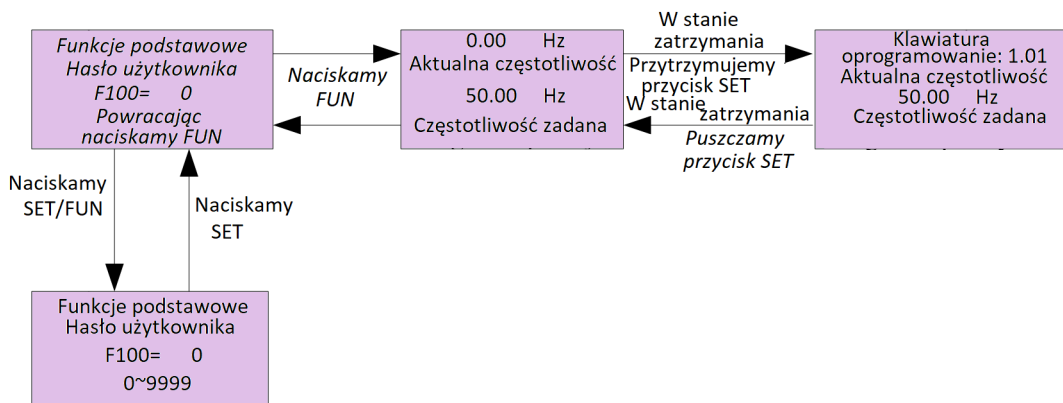 Funkcje podstawowe
Hasło użytkownika
F100= 0
Powracając
naciskamy FUN
Naciskamy
FUN
0.00 Hz
Aktualna częstotliwość
50.00 Hz
Częstotliwość zadana
W stanie
zatrzymania
Przytrzymujemy
przycisk SET
W stanie
zatrzymania
Puszczamy
przycisk SET
Klawiatura
oprogramowanie: 1.01
Aktualna częstotliwość
50.00 Hz
Częstotliwość zadana
Naciskamy
SET/FUN
Naciskamy
SET
Funkcje podstawowe
Hasło użytkownika
F100= 0
0~9999